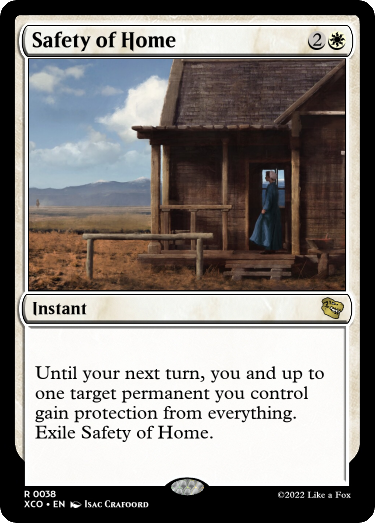 Safety of Home 2
Instant
Until your next turn, you and up to
one target permanent you control
gain protection from everything.
Exile Safety of Home.
R 0038
XCO • EN Isac Crafoord
©2022 Like a Fox